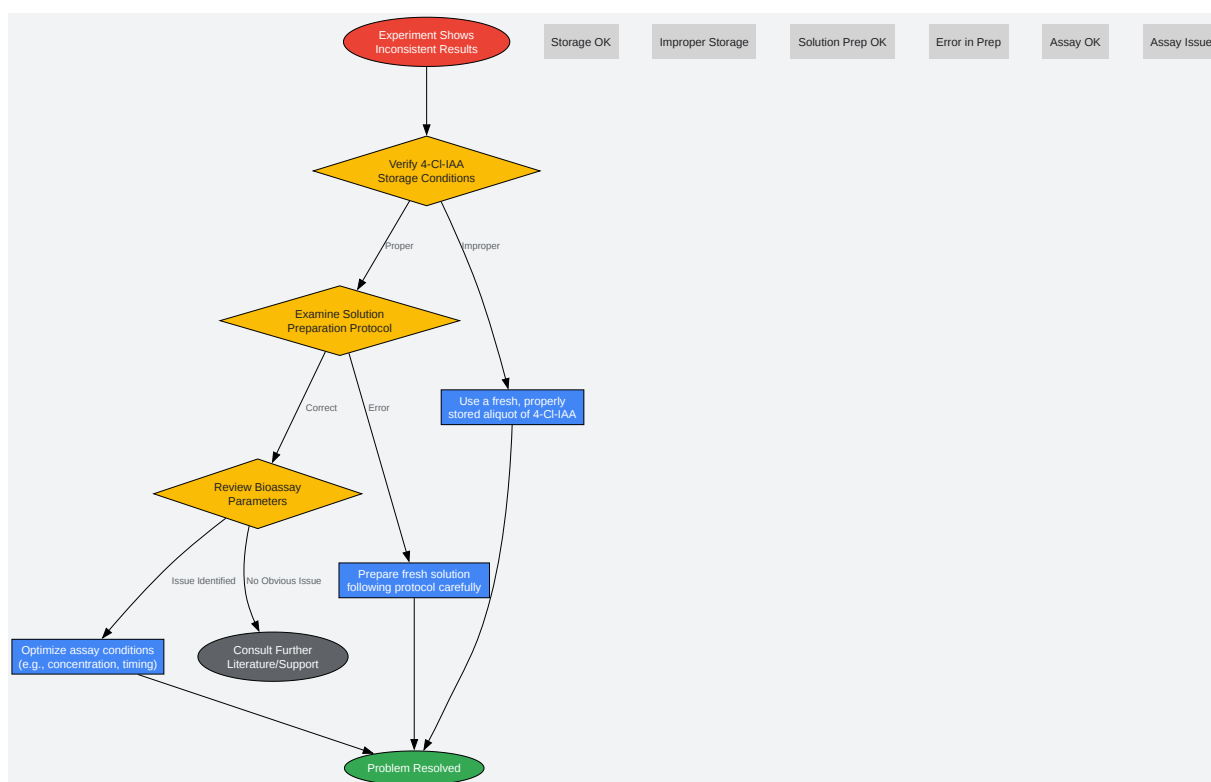 Experiment Shows
Inconsistent Results
Storage OK
Improper Storage
Solution Prep OK
Error in Prep
Assay OK
Assay Issue
Verify 4-Cl-IAA
Storage Conditions
Proper
Improper
Examine Solution
Preparation Protocol
Correct
Error
Use a fresh, properly
stored aliquot of 4-Cl-IAA
Review Bioassay
Parameters
Issue Identified
No Obvious Issue
Prepare fresh solution
following protocol carefully
Optimize assay conditions
(e.g., concentration, timing)
Consult Further
Literature/Support
Problem Resolved